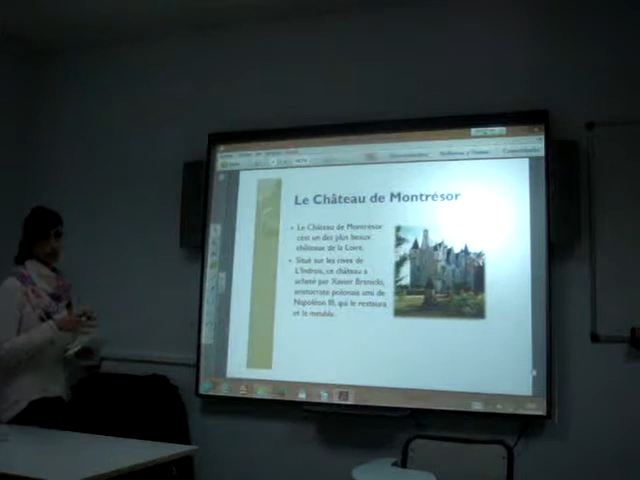 Le Château de Montrésor
• Le Château de Montrésor
c'est un des plus beaux
châteaux de la Loire.
• Situé sur les rives de
L'Indrois, ce château a
acheté par Xavier Branicki,
aristocrate polonais ami de
Napoléon III, qui le restaura
et le meubla.